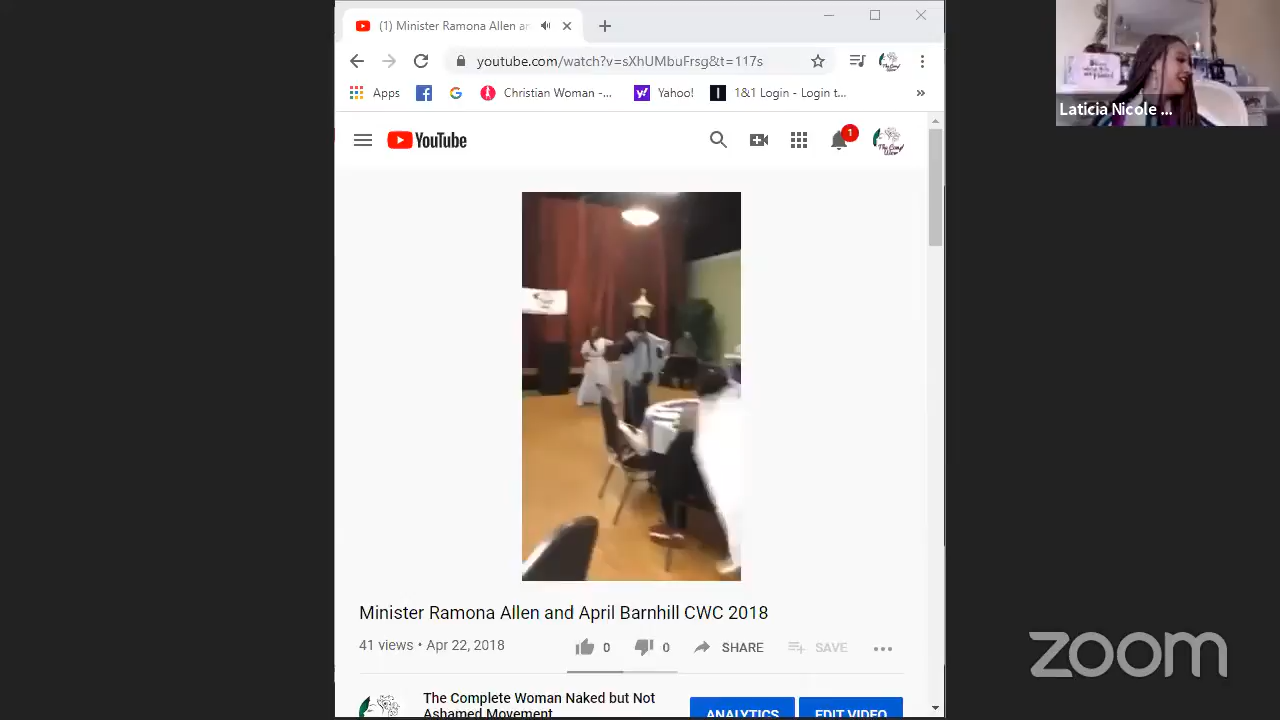 (1) Minister Ramona Allen an
youtube.com/watch?v=sXhUMbuFrsg&t=117s
Apps
Christian Woman -...
Yahoo!
1&1 Login - Login t...
»
YouTube
1
Laticia Nicole ...
Minister Ramona Allen and April Barnhill CWC 2018
41 views • Apr 22, 2018
0
0
SHARE
SAVE
The Complete Woman Naked but Not
Ashamed Movement
ANALYTICS
EDIT VIDEO
zoom